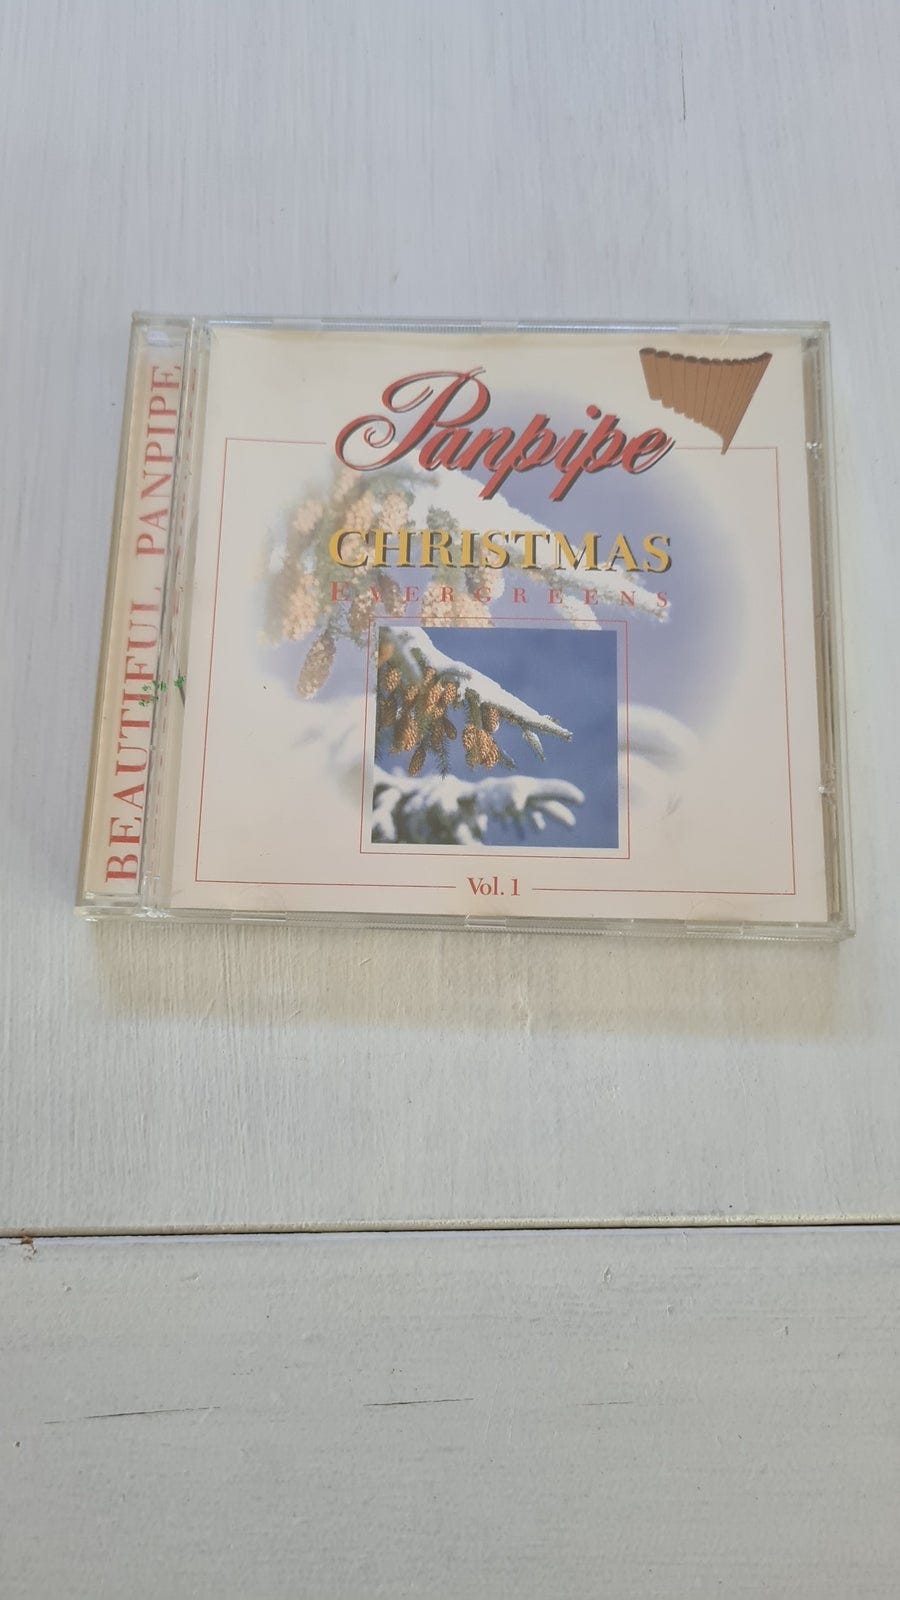 BEAUTIFUL PANPIPE
Panpipe
CHRISTMAS
EVERGREENS
Vol. 1